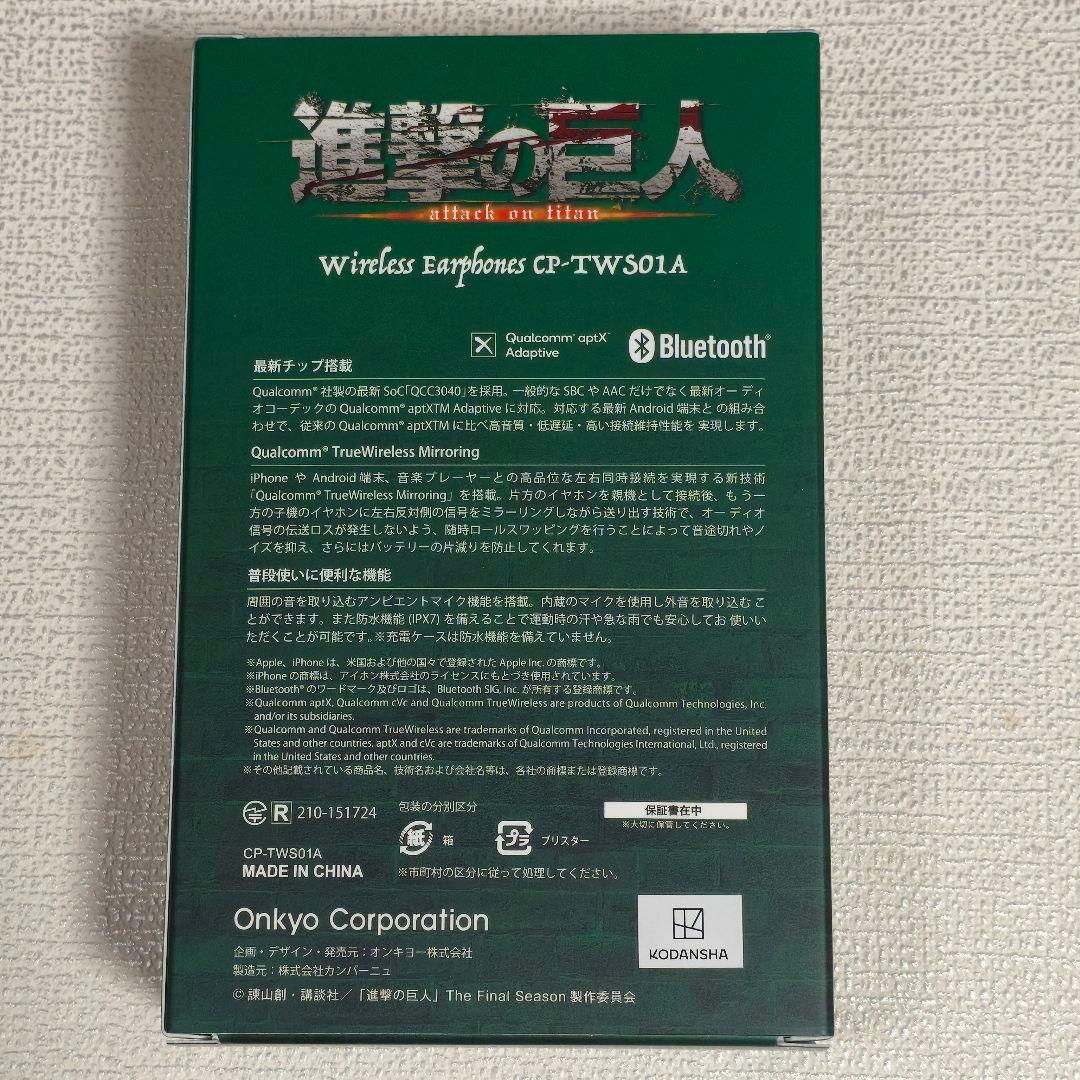 進撃の巨人
attack on titan
Wireless Earphones CP-TWS01A
Qualcomm® aptX™
Adaptive
Bluetooth®
最新チップ搭載
Qualcomm® 社製の最新 SoC「QCC3040」を採用。一般的な SBC や AAC だけでなく最新オー ディ
オコーデックの Qualcomm® aptXTM Adaptive に対応。対応する最新 Android 端末と の組み合
わせで、従来の Qualcomm® aptXTM に比べ高音質・低遅延・高い接続維持性能を 実現します。
Qualcomm® TrueWireless Mirroring
iPhone や Android 端末、音楽プレーヤーとの高品位な左右同時接続を実現する新技術
「Qualcomm® TrueWireless Mirroring」を搭載。片方のイヤホンを親機として接続後、も う一
方の子機のイヤホンに左右反対側の信号をミラーリングしながら送り出す技術で、オー ディオ
信号の伝送ロスが発生しないよう、随時ロールスワッピングを行うことによって音途切れやノ
イズを抑え、さらにはバッテリーの片減りを防止してくれます。
普段使いに便利な機能
周囲の音を取り込むアンビエントマイク機能を搭載。内蔵のマイクを使用し外音を取り込む こ
とができます。また防水機能 (IPX7) を備えることで運動時の汗や急な雨でも安心してお 使いい
ただくことが可能です。※充電ケースは防水機能を備えていません。
※Apple、iPhone は、米国および他の国々で登録された Apple Inc. の商標です。
※iPhone の商標は、アイホン株式会社のライセンスにもとづき使用されています。
※Bluetooth® のワードマーク及びロゴは、Bluetooth SIG, Inc. が所有する登録商標です。
※Qualcomm aptX, Qualcomm cVc and Qualcomm TrueWireless are products of Qualcomm Technologies, Inc.
and/or its subsidiaries.
※Qualcomm and Qualcomm TrueWireless are trademarks of Qualcomm Incorporated, registered in the United
States and other countries. aptX and cVc are trademarks of Qualcomm Technologies International, Ltd., registered
in the United States and other countries.
※その他記載されている商品名、技術名および会社名等は、各社の商標または登録商標です。
R 210-151724
包装の分別区分
紙 箱
プラ ブリスター
保証書在中
※大切に保管してください。
CP-TWS01A
MADE IN CHINA
※市町村の区分に従って処理してください。
Onkyo Corporation
企画・デザイン・発売元：オンキヨー株式会社
製造元：株式会社カンパーニュ
KODANSHA
© 諫山創・講談社／「進撃の巨人」The Final Season 製作委員会